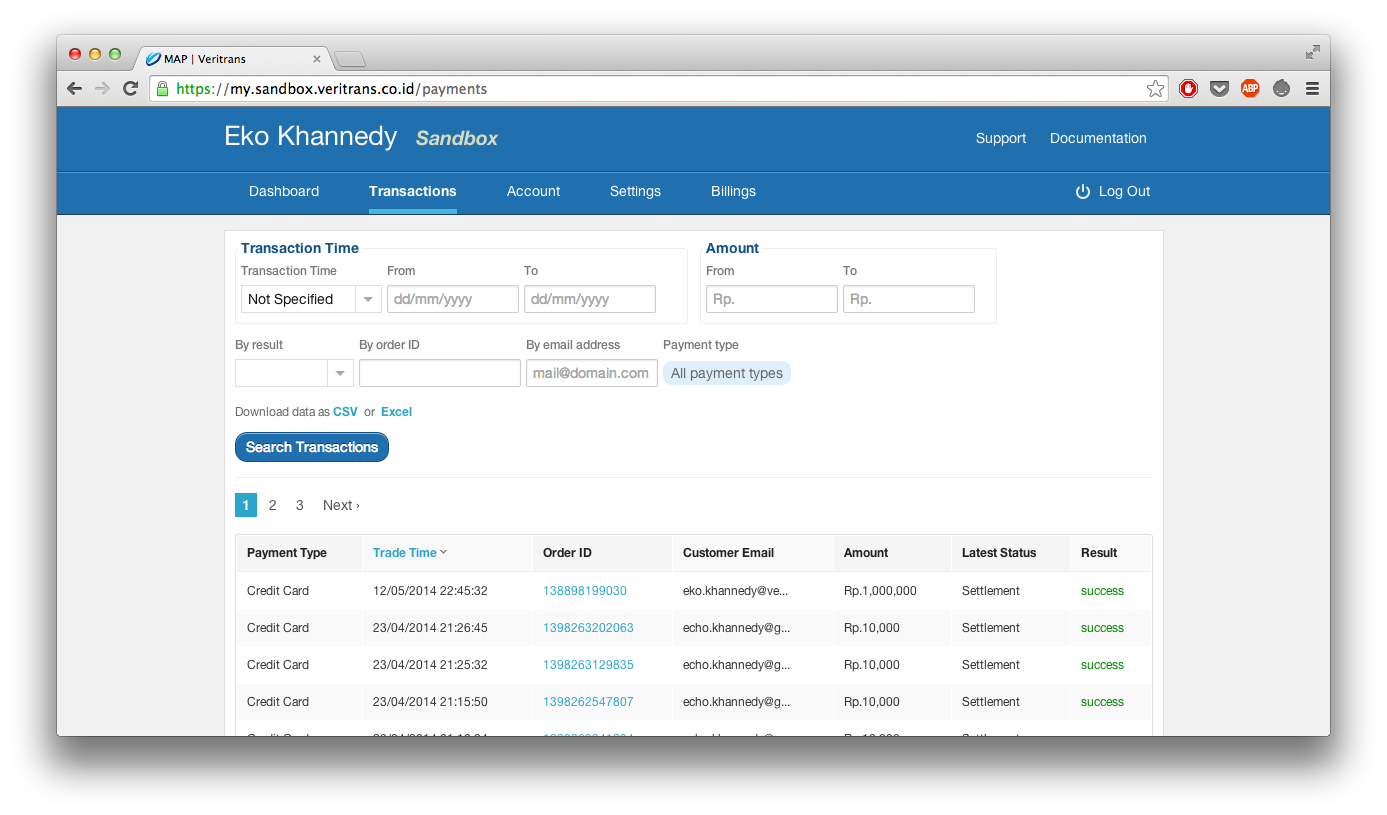 MAP | Veritrans
https://my.sandbox.veritrans.co.id/payments
ABP
Eko Khannedy Sandbox Support Documentation
Dashboard Transactions Account Settings Billings Log Out
Transaction Time Amount
Transaction Time From To From To
Not Specified dd/mm/yyyy dd/mm/yyyy Rp. Rp.
By result By order ID By email address Payment type
mail@domain.com All payment types
Download data as CSV or Excel
Search Transactions
1 2 3 Next ›
Payment Type Trade Time Order ID Customer Email Amount Latest Status Result
Credit Card 12/05/2014 22:45:32 138898199030 eko.khannedy@ve... Rp.1,000,000 Settlement success
Credit Card 23/04/2014 21:26:45 1398263202063 echo.khannedy@g... Rp.10,000 Settlement success
Credit Card 23/04/2014 21:25:32 1398263129835 echo.khannedy@g... Rp.10,000 Settlement success
Credit Card 23/04/2014 21:15:50 1398262547807 echo.khannedy@g... Rp.10,000 Settlement success